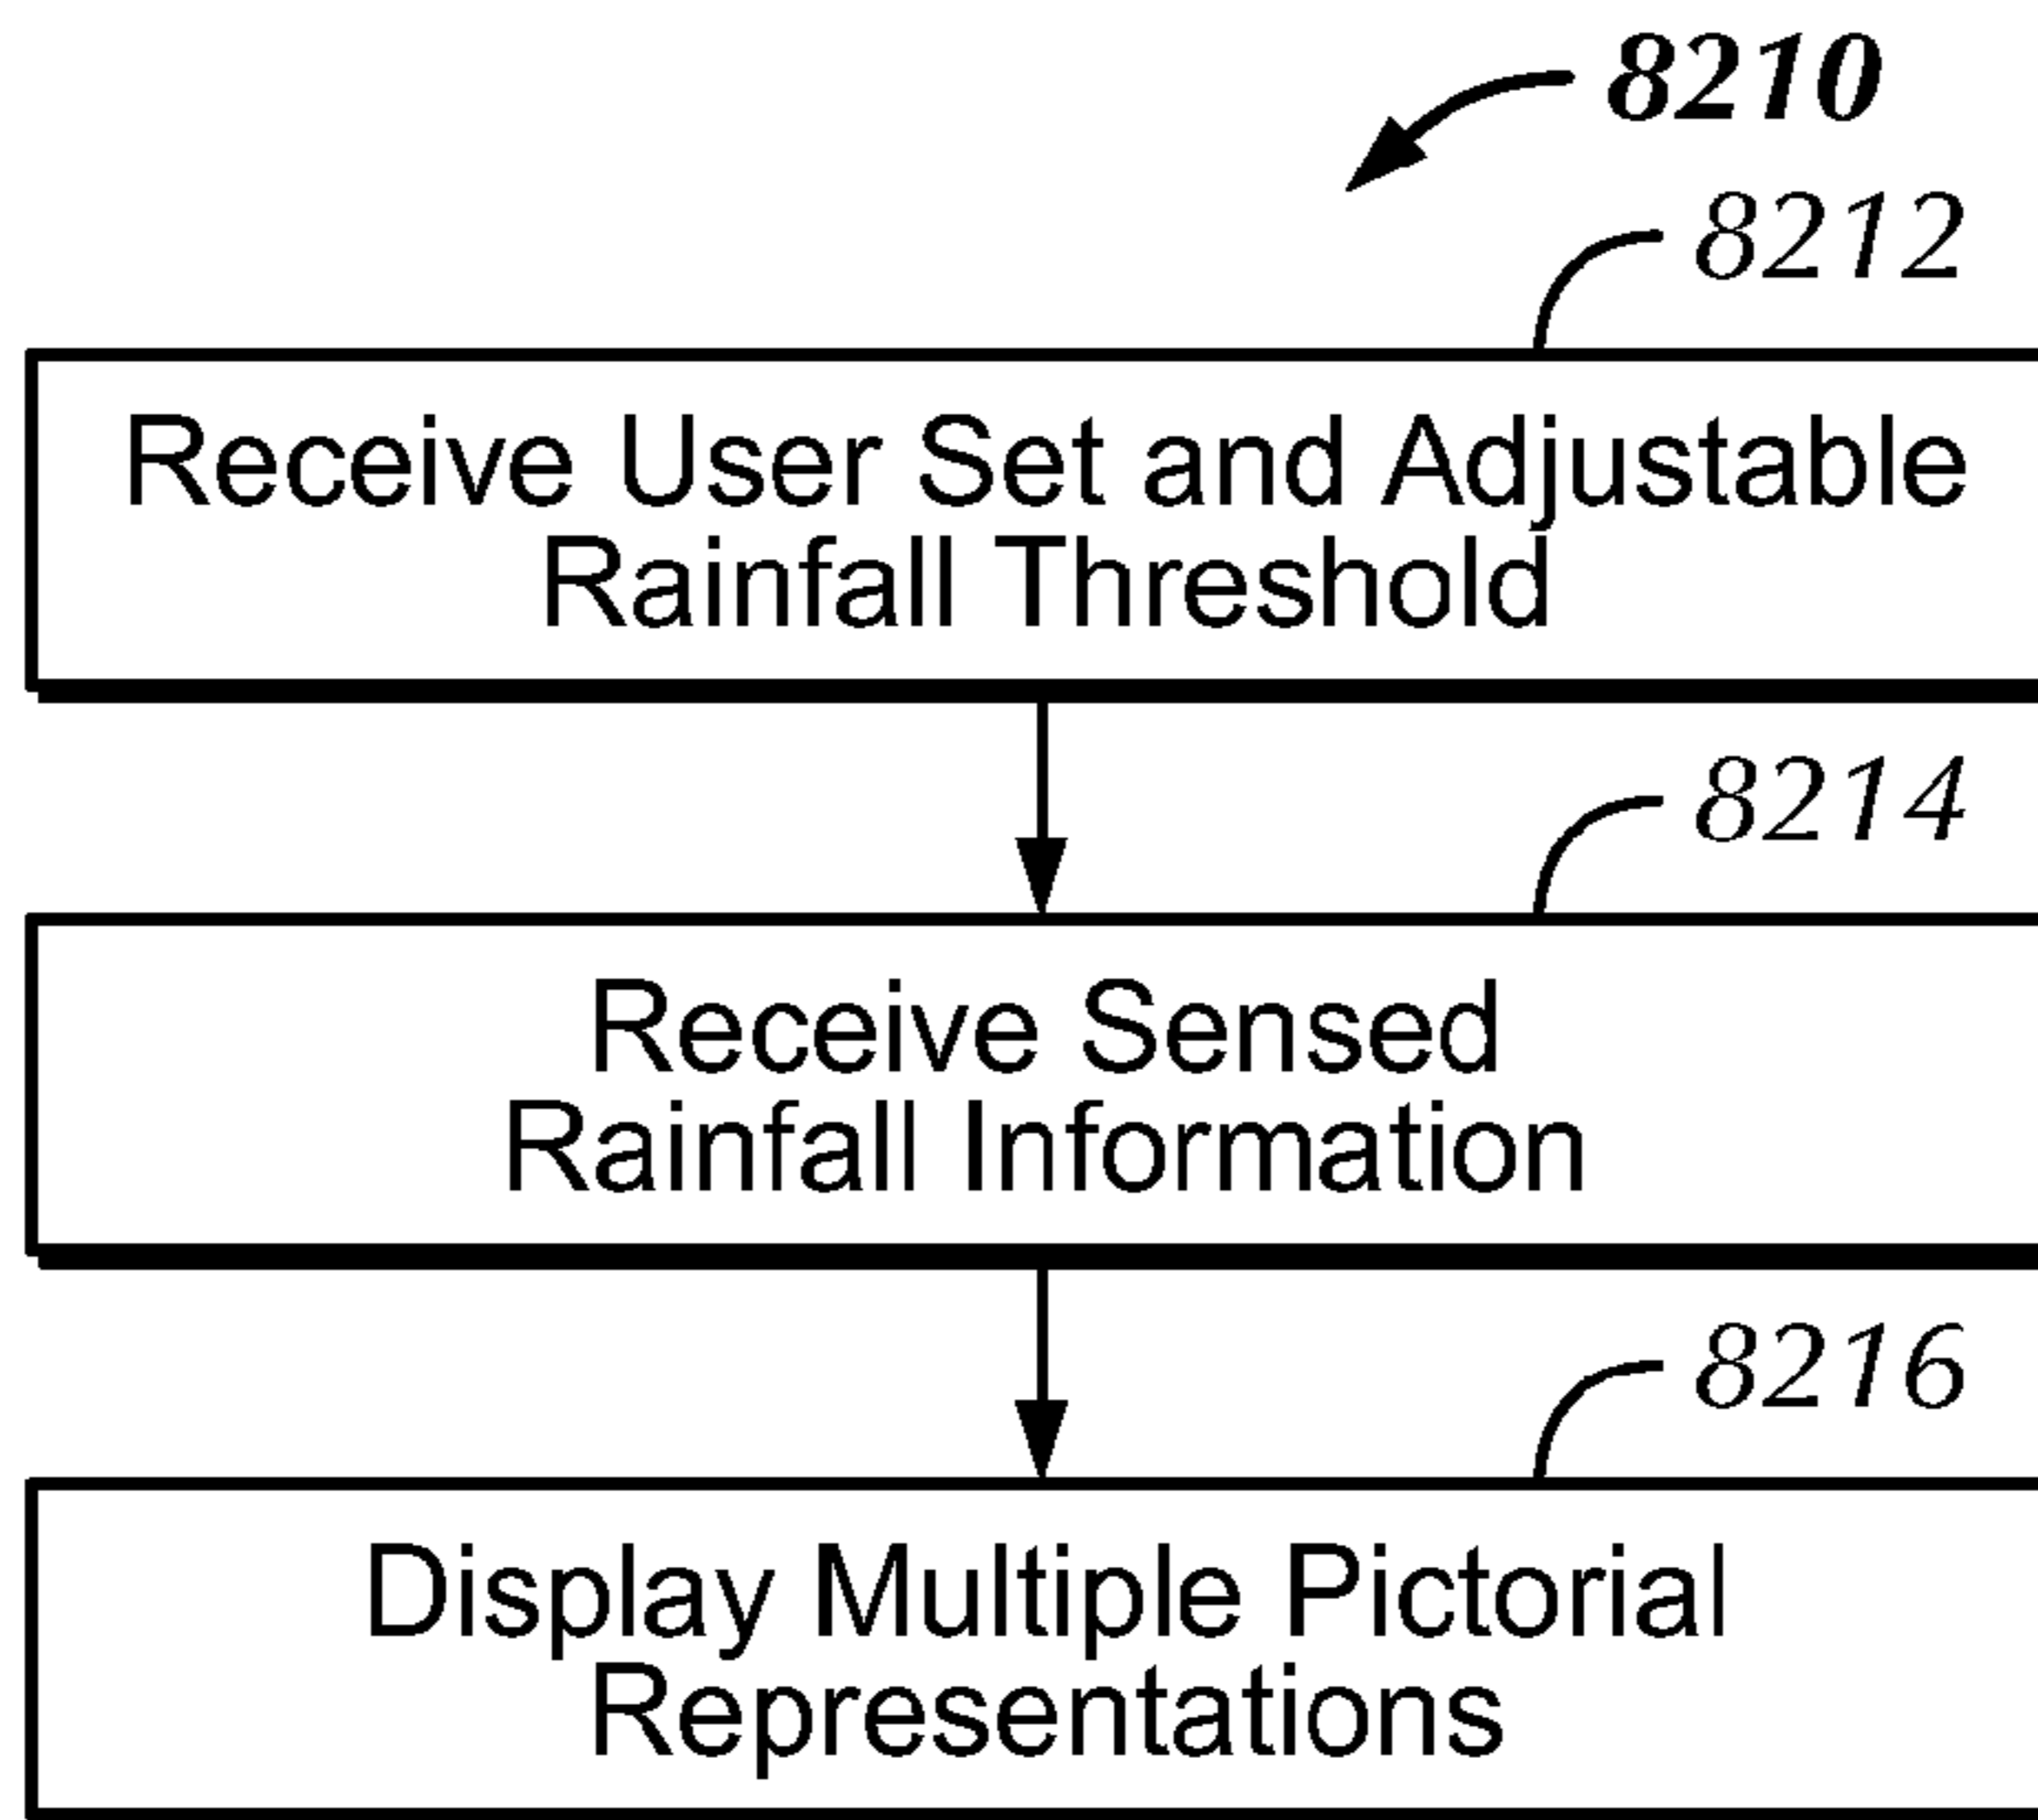 8210
8212
Receive User Set and Adjustable
Rainfall Threshold
8214
Receive Sensed
Rainfall Information
8216
Display Multiple Pictorial
Representations